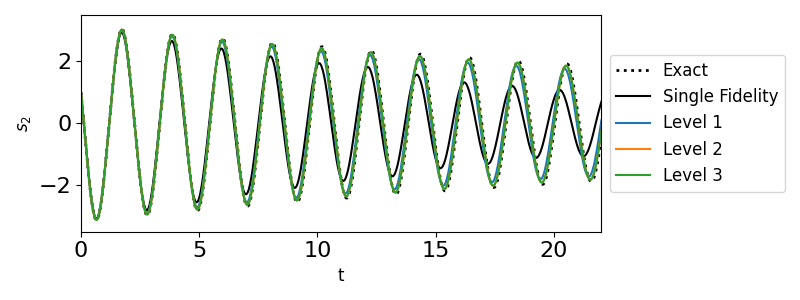 2
0
−2
s₂
0
5
10
15
20
t
Exact
Single Fidelity
Level 1
Level 2
Level 3